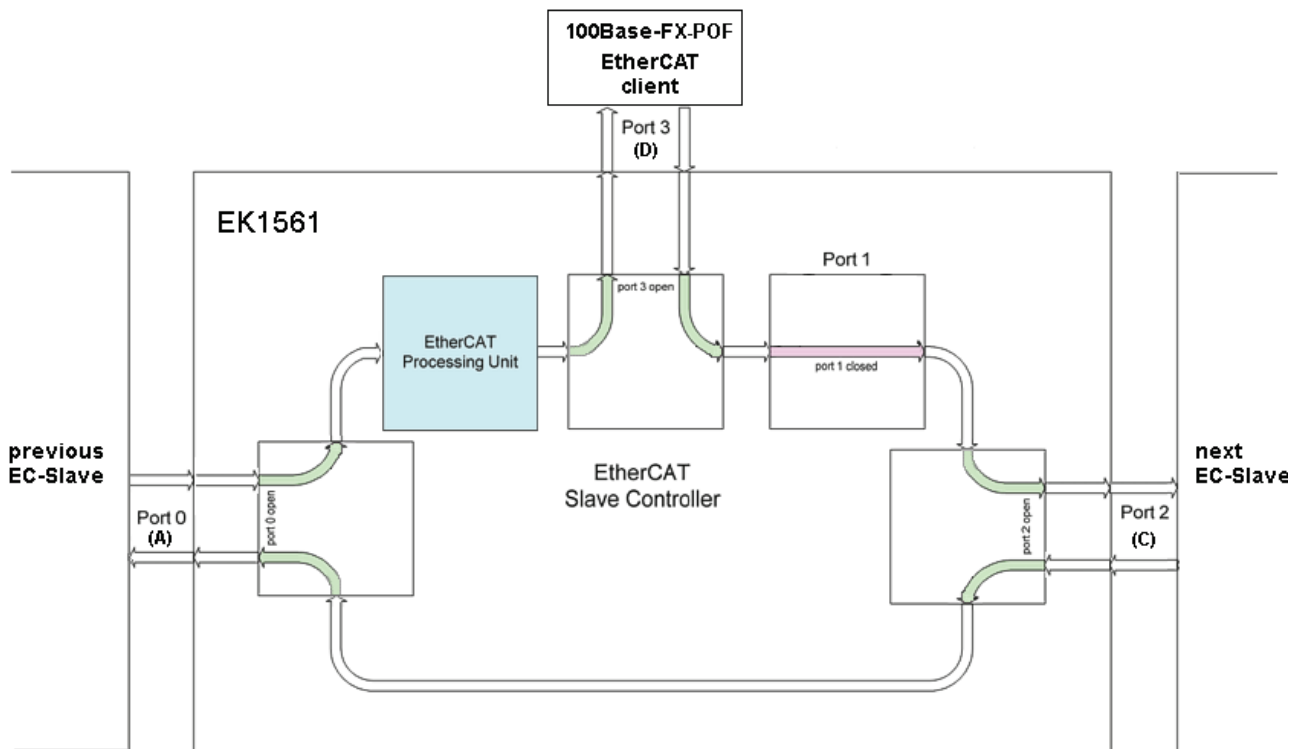 100Base-FX-POF
EtherCAT
client
Port 3
(D)
EK1561
Port 1
port 3 open
EtherCAT
Processing Unit
port 1 closed
previous
EC-Slave
EtherCAT
Slave Controller
next
EC-Slave
Port 0
(A)
port 0 open
port 2 open
Port 2
(C)